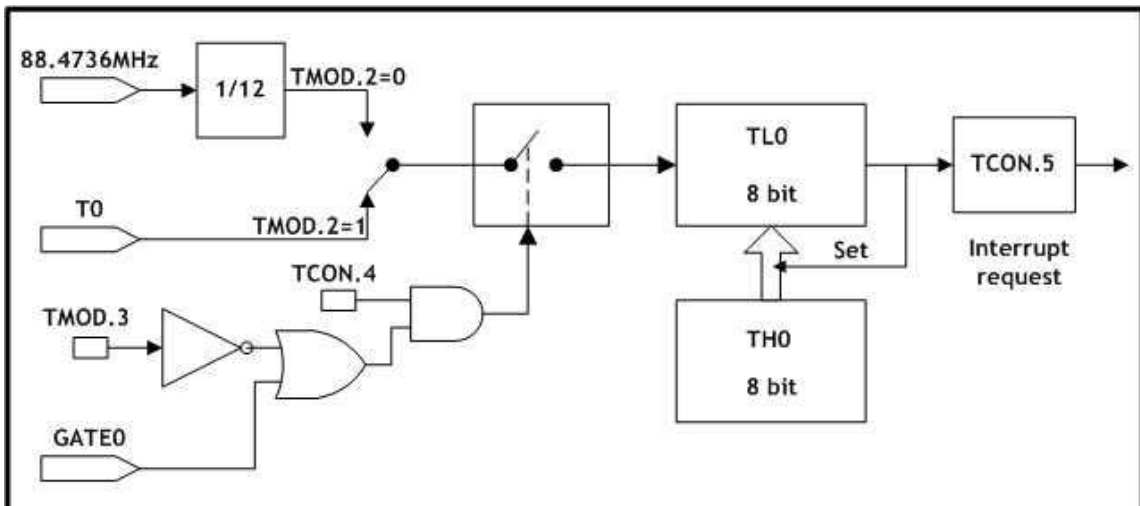 88.4736MHz
1/12
TMOD.2=0
T0
TMOD.2=1
TCON.4
TMOD.3
GATE0
TL0
8 bit
Set
TH0
8 bit
TCON.5
Interrupt
request